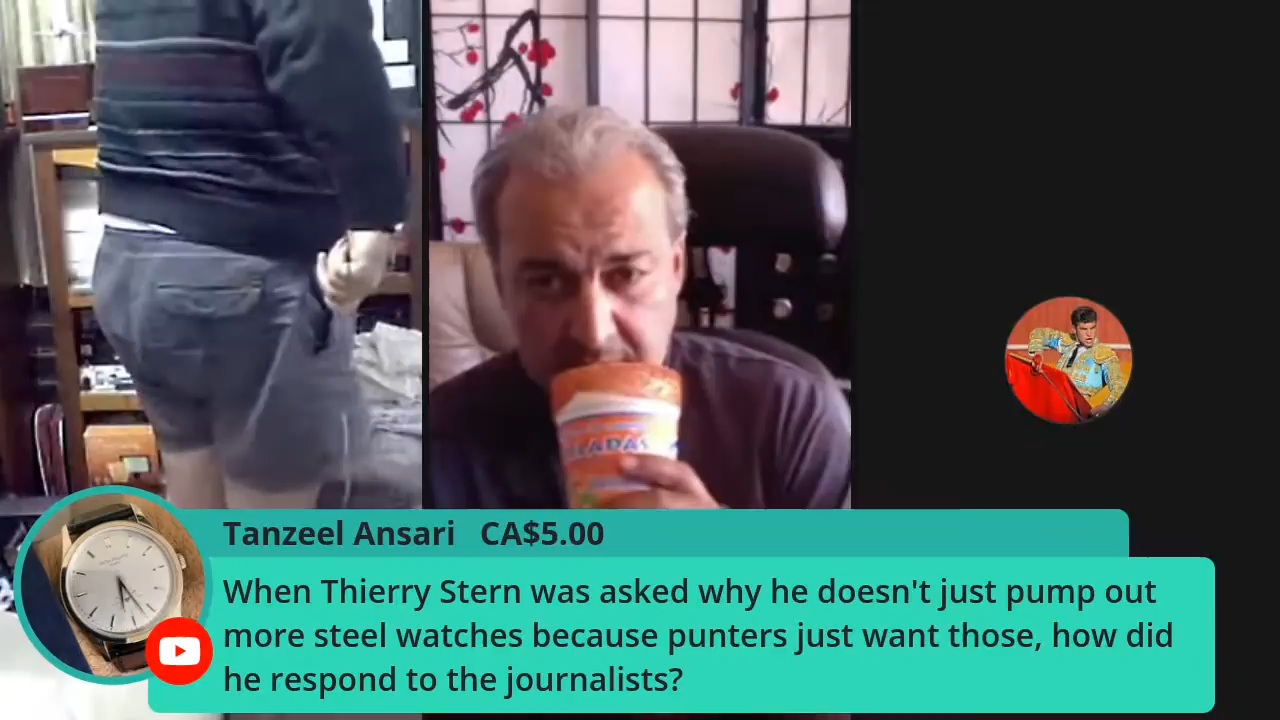 Tanzeel Ansari CA$5.00
When Thierry Stern was asked why he doesn't just pump out
more steel watches because punters just want those, how did
he respond to the journalists?